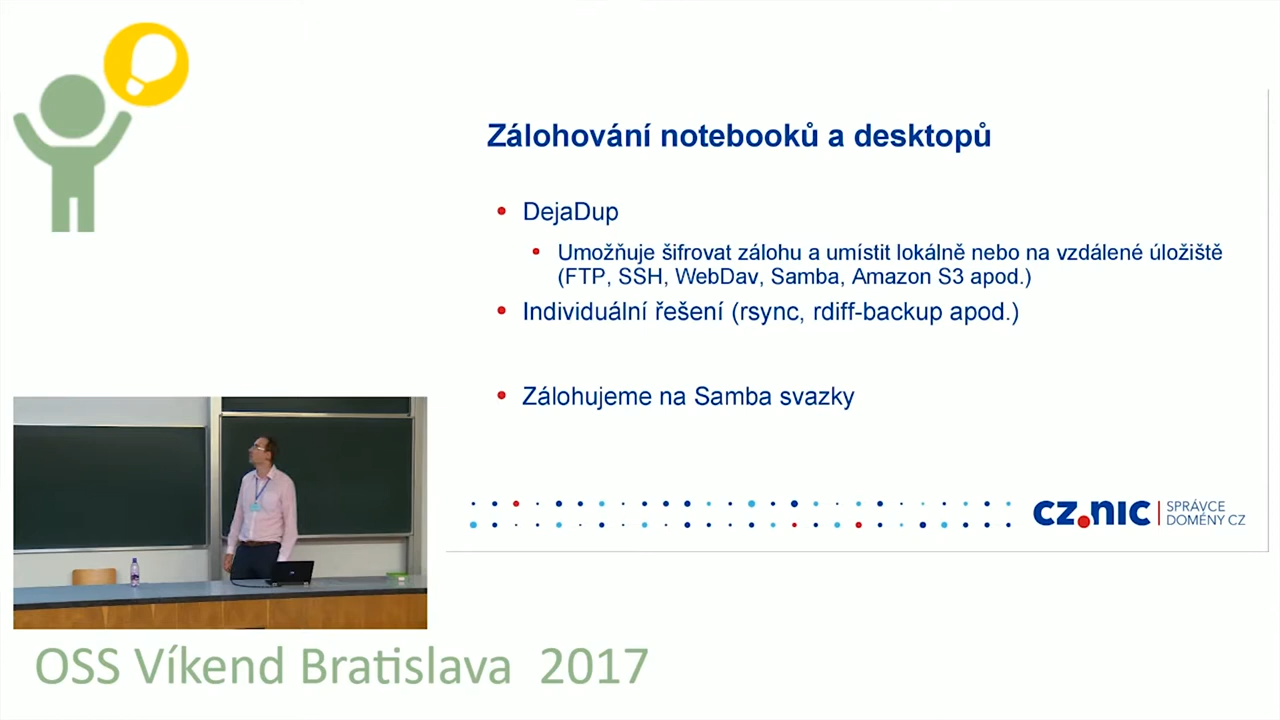 Zálohování notebooků a desktopů
DejaDup
Umožňuje šifrovat zálohu a umístit lokálně nebo na vzdálené úložiště
(FTP, SSH, WebDav, Samba, Amazon S3 apod.)
Individuální řešení (rsync, rdiff-backup apod.)
Zálohujeme na Samba svazky
CZ.NIC
SPRÁVCE
DOMÉNY CZ
OSS Víkend Bratislava 2017